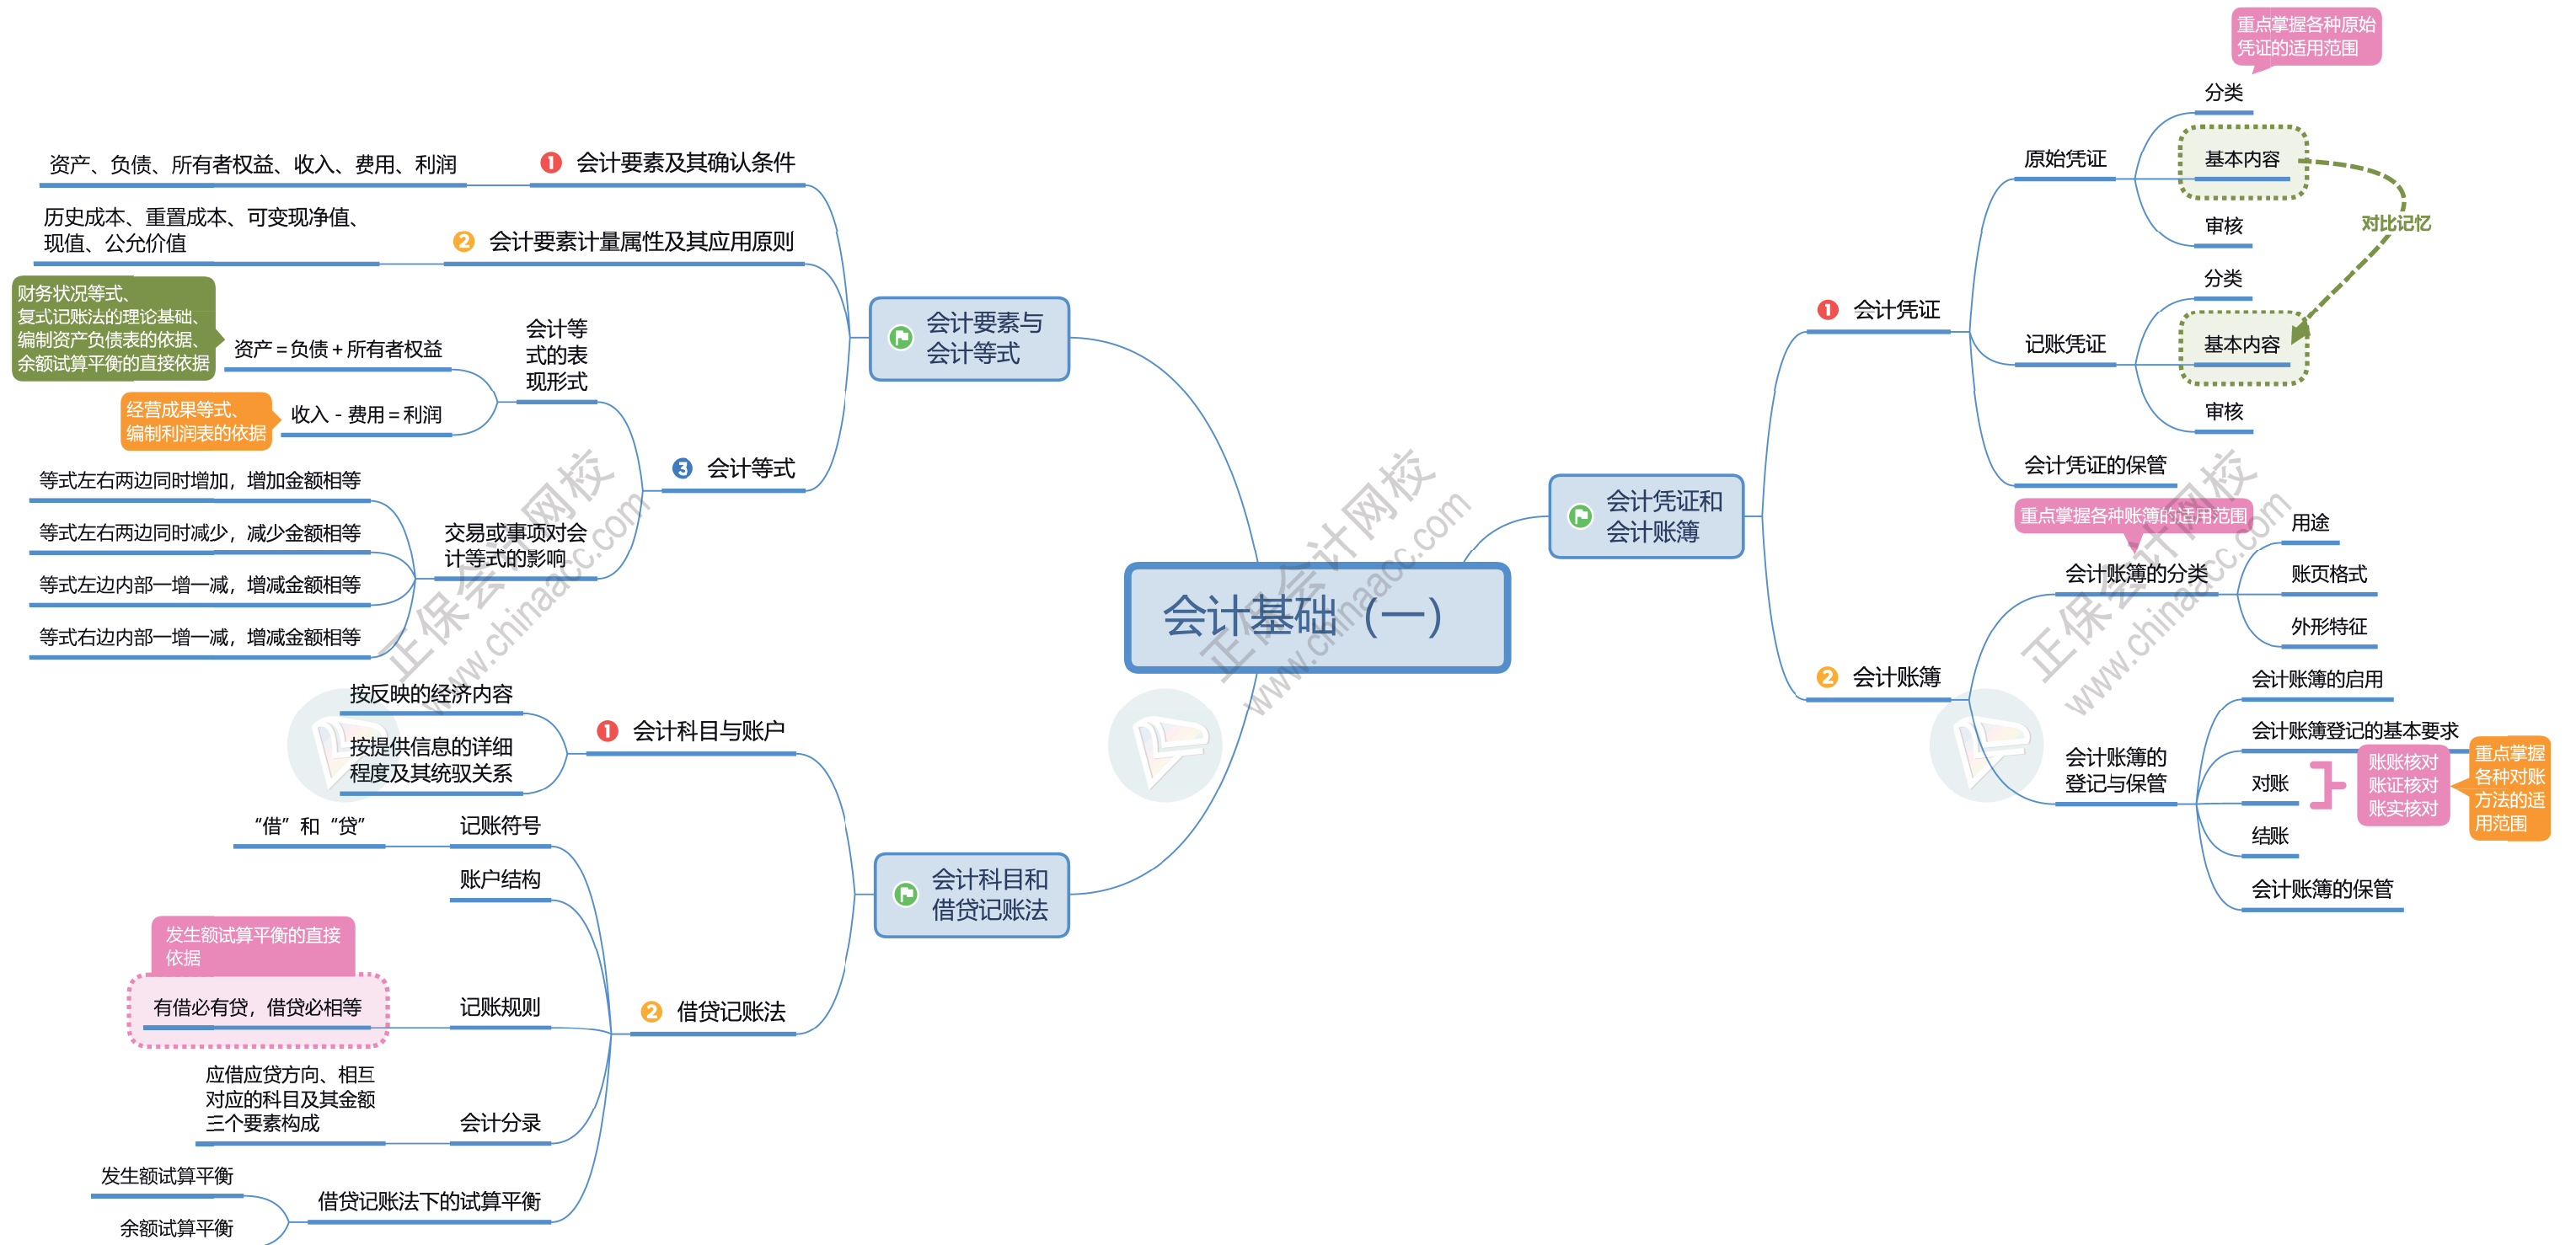 会计基础（一）
会计要素与
会计等式
1 会计要素及其确认条件
资产、负债、所有者权益、收入、费用、利润
2 会计要素计量属性及其应用原则
历史成本、重置成本、可变现净值、
现值、公允价值
3 会计等式
会计等
式的表
现形式
资产=负债+所有者权益
财务状况等式、
复式记账法的理论基础、
编制资产负债表的依据、
余额试算平衡的直接依据
收入 - 费用=利润
经营成果等式、
编制利润表的依据
交易或事项对会
计等式的影响
等式左右两边同时增加，增加金额相等
等式左右两边同时减少，减少金额相等
等式左边内部一增一减，增减金额相等
等式右边内部一增一减，增减金额相等
会计科目和
借贷记账法
1 会计科目与账户
按反映的经济内容
按提供信息的详细
程度及其统驭关系
2 借贷记账法
记账符号
“借”和“贷”
账户结构
记账规则
发生额试算平衡的直接
依据
有借必有贷，借贷必相等
会计分录
应借应贷方向、相互
对应的科目及其金额
三个要素构成
借贷记账法下的试算平衡
发生额试算平衡
余额试算平衡
会计凭证和
会计账簿
1 会计凭证
原始凭证
重点掌握各种原始
凭证的适用范围
分类
基本内容
审核
对比记忆
记账凭证
分类
基本内容
审核
会计凭证的保管
2 会计账簿
重点掌握各种账簿的适用范围
会计账簿的分类
用途
账页格式
外形特征
会计账簿的
登记与保管
会计账簿的启用
会计账簿登记的基本要求
对账
账账核对
账证核对
账实核对
重点掌握
各种对账
方法的适
用范围
结账
会计账簿的保管
正保会计网校
www.chinaacc.com
正保会计网校
www.chinaacc.com
正保会计网校
www.chinaacc.com